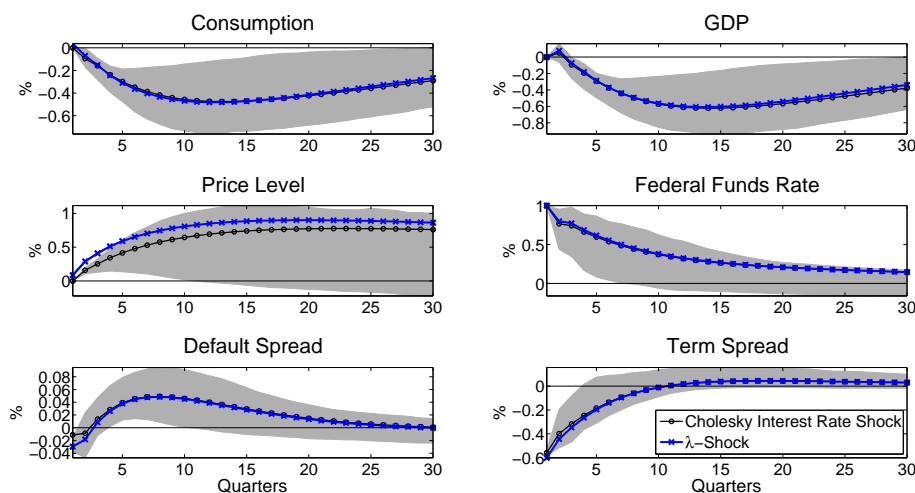 Consumption
GDP
0
−0.2
−0.4
−0.6
%
5 10 15 20 25 30
0
−0.2
−0.4
−0.6
−0.8
%
5 10 15 20 25 30
Price Level
Federal Funds Rate
1
0.5
0
%
5 10 15 20 25 30
1
0.5
0
%
5 10 15 20 25 30
Default Spread
Term Spread
0.08
0.06
0.04
0.02
0
−0.02
−0.04
%
5 10 15 20 25 30
Quarters
0
−0.2
−0.4
−0.6
%
5 10 15 20 25 30
Quarters
Cholesky Interest Rate Shock
λ−Shock